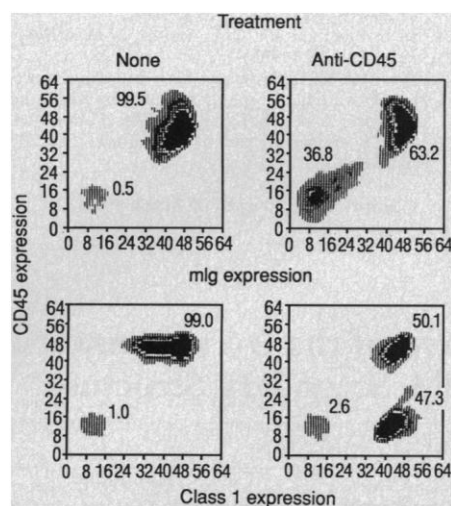 Treatment
None Anti-CD45
64 64
56 99.5 56
48 48
40 40
32 32 36.8 63.2
24 24
16 0.5 16
8 8
0 0
0 8 16 24 32 40 48 56 64 0 8 16 24 32 40 48 56 64
CD45 expression
mIg expression
64 64
56 99.0 56 50.1
48 48
40 40
32 32
24 24 47.3
16 1.0 16 2.6
8 8
0 0
0 8 16 24 32 40 48 56 64 0 8 16 24 32 40 48 56 64
Class 1 expression